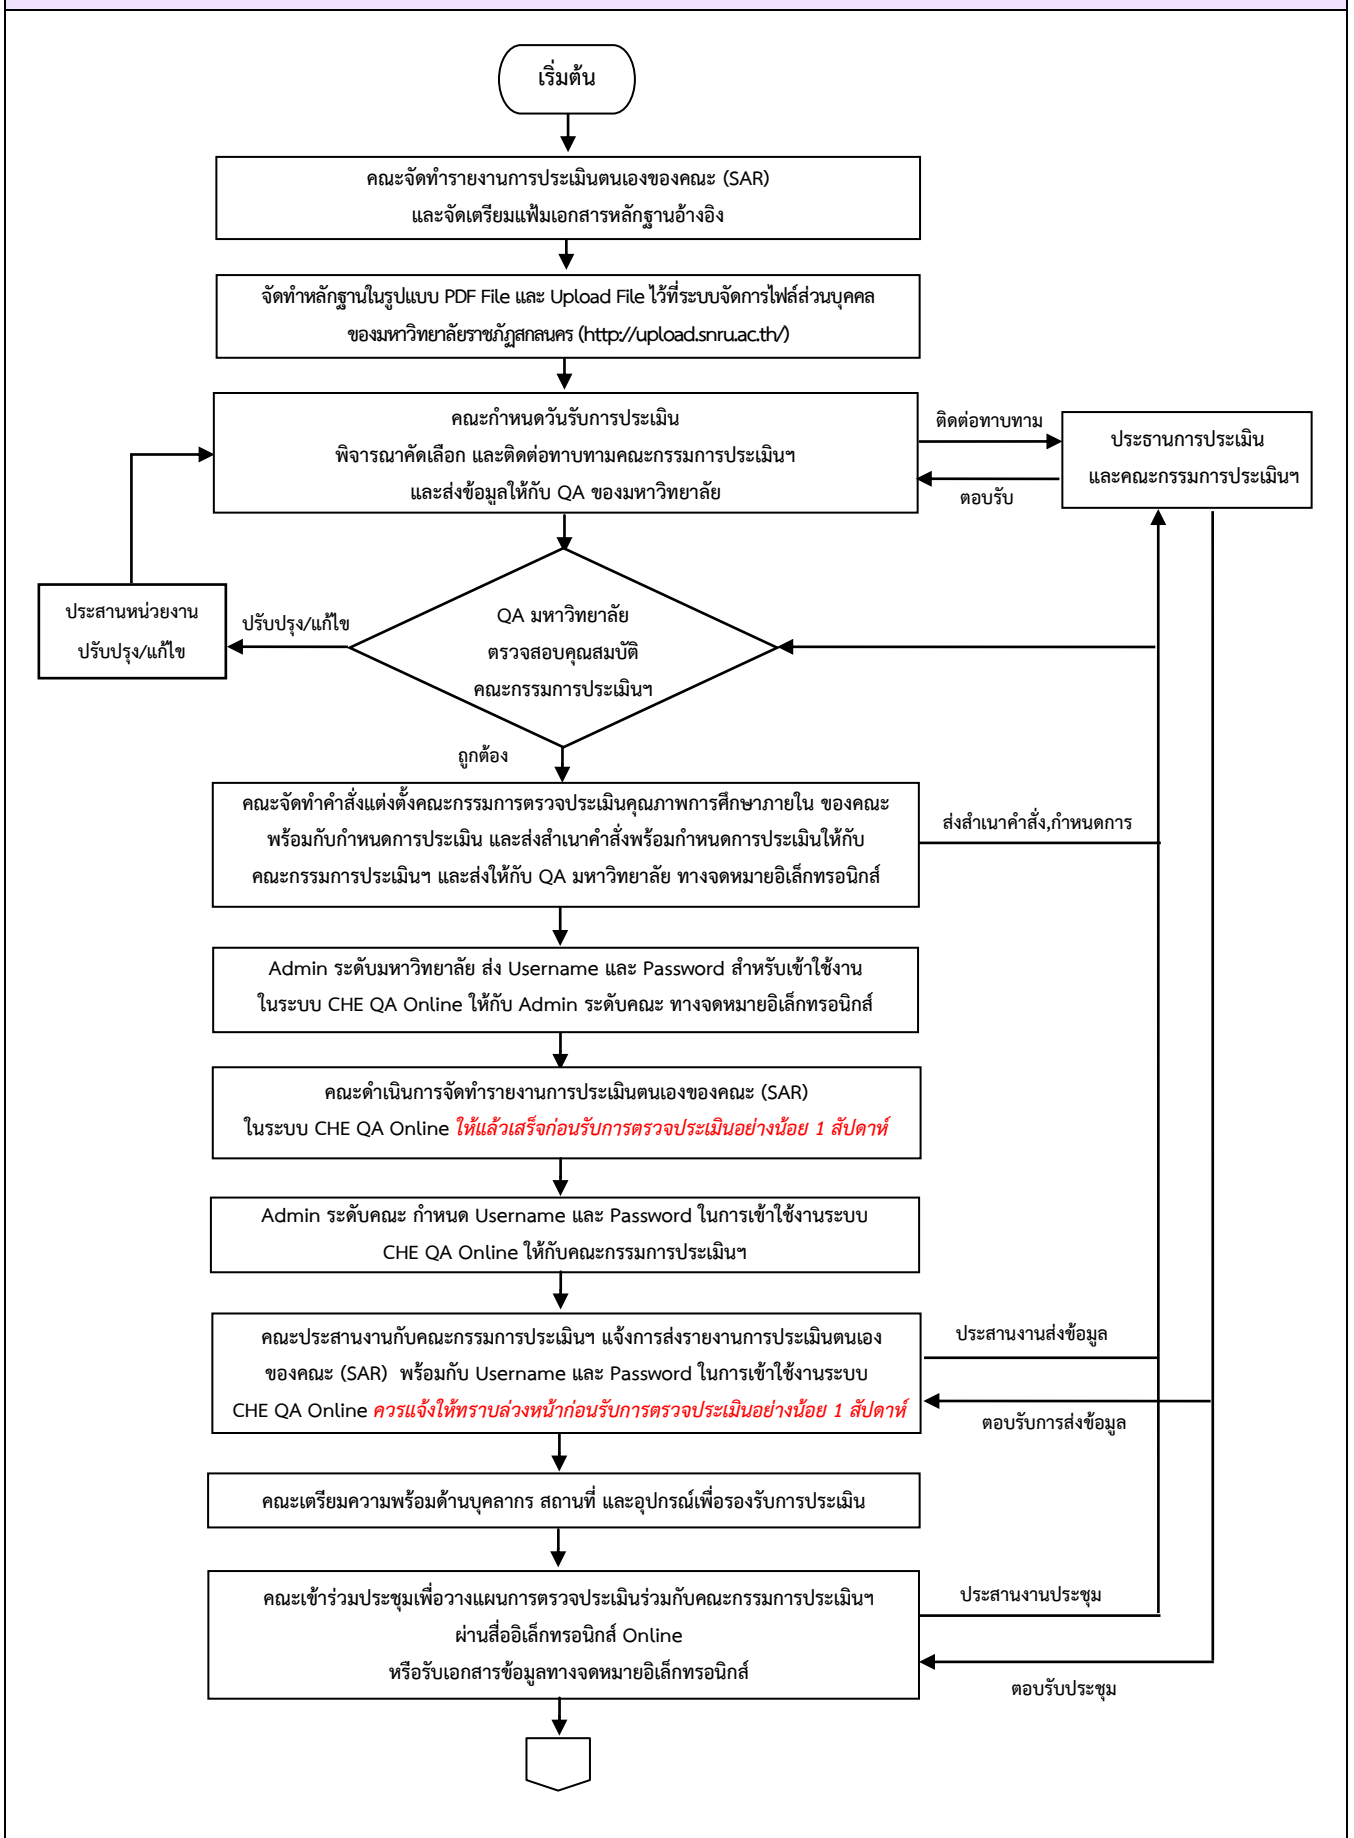 เริ่มต้น
คณะจัดทำรายงานการประเมินตนเองของคณะ (SAR)
และจัดเตรียมแฟ้มเอกสารหลักฐานอ้างอิง
จัดทำหลักฐานในรูปแบบ PDF File และ Upload File ไว้ที่ระบบจัดการไฟล์ส่วนบุคคล
ของมหาวิทยาลัยราชภัฏสกลนคร (http://upload.snru.ac.th/)
คณะกำหนดวันรับการประเมิน
พิจารณาคัดเลือก และติดต่อทาบทามคณะกรรมการประเมินฯ
และส่งข้อมูลให้กับ QA ของมหาวิทยาลัย
ติดต่อทาบทาม
ตอบรับ
ประธานการประเมิน
และคณะกรรมการประเมินฯ
ประสานหน่วยงาน
ปรับปรุง/แก้ไข
ปรับปรุง/แก้ไข
QA มหาวิทยาลัย
ตรวจสอบคุณสมบัติ
คณะกรรมการประเมินฯ
ถูกต้อง
คณะจัดทำคำสั่งแต่งตั้งคณะกรรมการตรวจประเมินคุณภาพการศึกษาภายใน ของคณะ
พร้อมกับกำหนดการประเมิน และส่งสำเนาคำสั่งพร้อมกำหนดการประเมินให้กับ
คณะกรรมการประเมินฯ และส่งให้กับ QA มหาวิทยาลัย ทางจดหมายอิเล็กทรอนิกส์
ส่งสำเนาคำสั่ง,กำหนดการ
Admin ระดับมหาวิทยาลัย ส่ง Username และ Password สำหรับเข้าใช้งาน
ในระบบ CHE QA Online ให้กับ Admin ระดับคณะ ทางจดหมายอิเล็กทรอนิกส์
คณะดำเนินการจัดทำรายงานการประเมินตนเองของคณะ (SAR)
ในระบบ CHE QA Online ให้แล้วเสร็จก่อนรับการตรวจประเมินอย่างน้อย 1 สัปดาห์
Admin ระดับคณะ กำหนด Username และ Password ในการเข้าใช้งานระบบ
CHE QA Online ให้กับคณะกรรมการประเมินฯ
คณะประสานงานกับคณะกรรมการประเมินฯ แจ้งการส่งรายงานการประเมินตนเอง
ของคณะ (SAR) พร้อมกับ Username และ Password ในการเข้าใช้งานระบบ
CHE QA Online ควรแจ้งให้ทราบล่วงหน้าก่อนรับการตรวจประเมินอย่างน้อย 1 สัปดาห์
ประสานงานส่งข้อมูล
ตอบรับการส่งข้อมูล
คณะเตรียมความพร้อมด้านบุคลากร สถานที่ และอุปกรณ์เพื่อรองรับการประเมิน
คณะเข้าร่วมประชุมเพื่อวางแผนการตรวจประเมินร่วมกับคณะกรรมการประเมินฯ
ผ่านสื่ออิเล็กทรอนิกส์ Online
หรือรับเอกสารข้อมูลทางจดหมายอิเล็กทรอนิกส์
ประสานงานประชุม
ตอบรับประชุม